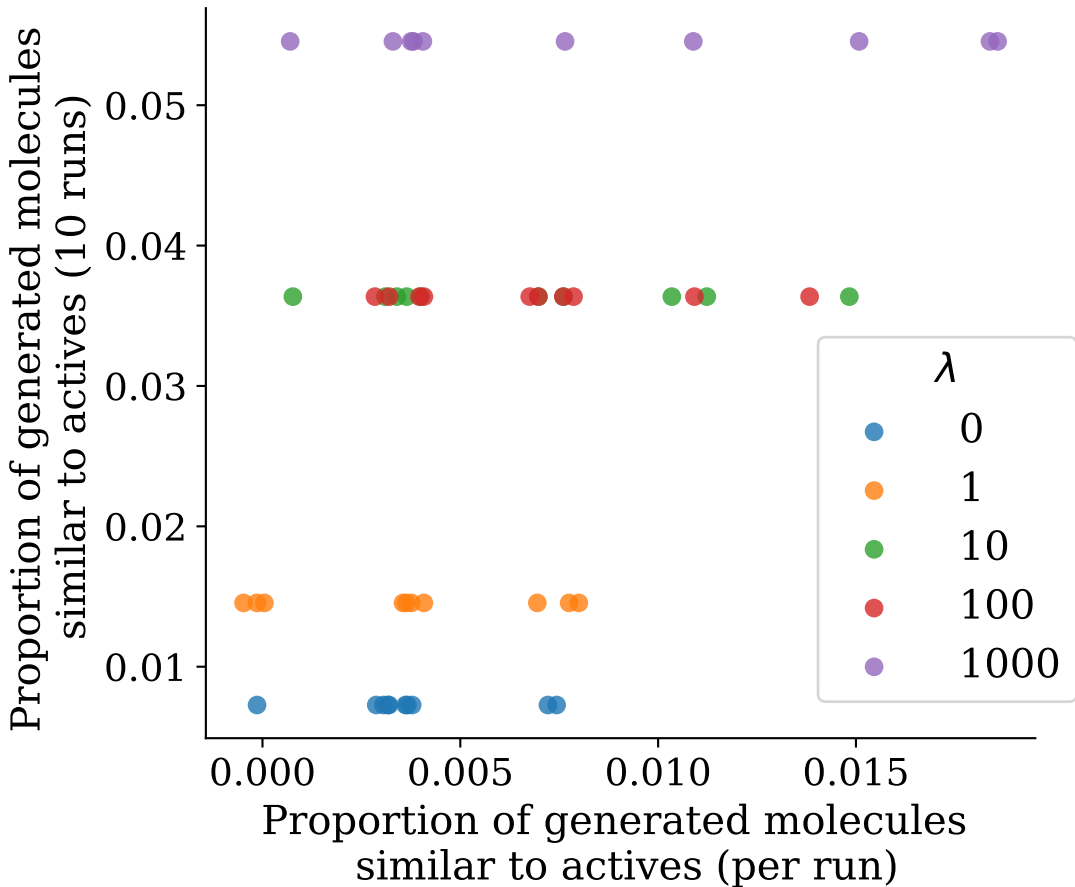 Proportion of generated molecules
similar to actives (10 runs)
0.05
0.04
0.03
0.02
0.01
0.000
0.005
0.010
0.015
Proportion of generated molecules
similar to actives (per run)
λ
0
1
10
100
1000